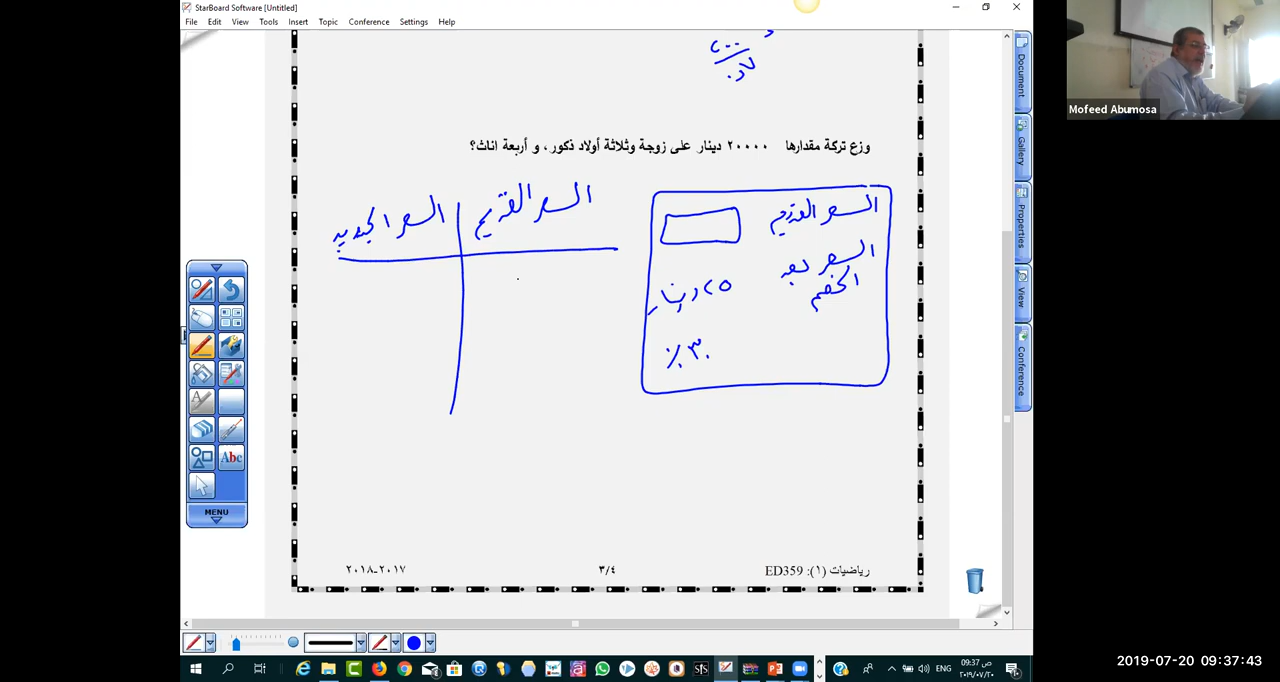 StarBoard Software [Untitled]
File Edit View Tools Insert Topic Conference Settings Help
Mofeed Abumosa
وزع تركة مقدارها ٢٠٠٠٠ دينار على زوجة وثلاثة أولاد ذكور، و أربعة اناث؟
السعر القديم
السعر بعد
الخصم
٢٥ دينار
٣٠٪
السعر القديم
السعر الجديد
رياضيات (١): ED359
٣/٤
٢٠١٧-٢٠١٨
Document
Gallery
Properties
View
Conference
Abc
MENU
ENG
09:37 ص
٢٠١٩/٠٧/٢٠
2019-07-20 09:37:43